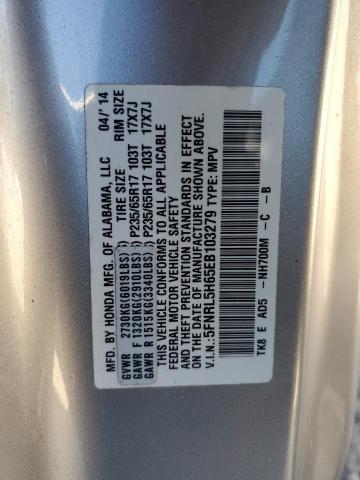 MFD. BY HONDA MFG. OF ALABAMA, LLC 04/'14
TIRE SIZE RIM SIZE
GVWR 2730KG(6019LBS)
GAWR F 1320KG(2910LBS) P235/65R17 103T 17X7J
GAWR R 1515KG(3340LBS) P235/65R17 103T 17X7J
THIS VEHICLE CONFORMS TO ALL APPLICABLE
FEDERAL MOTOR VEHICLE SAFETY
AND THEFT PREVENTION STANDARDS IN EFFECT
ON THE DATE OF MANUFACTURE SHOWN ABOVE.
V.I.N.: 5FNRL5H65EB103279 TYPE: MPV
TK8 E AD5 -NH700M -C -B